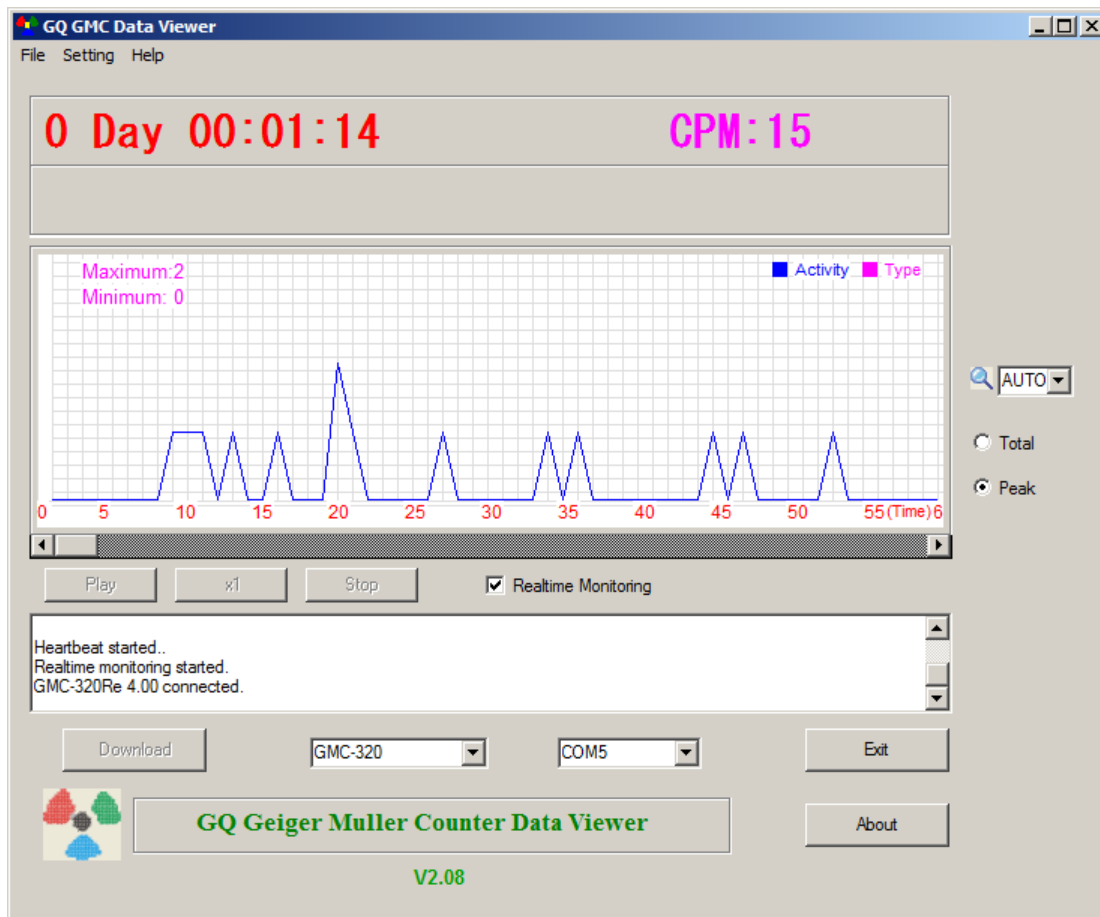 GQ GMC Data Viewer
File Setting Help
0 Day 00:01:14 CPM:15
Maximum:2
Minimum: 0
Activity Type
0 5 10 15 20 25 30 35 40 45 50 55 (Time) 6
AUTO
Total
Peak
Play x1 Stop Realtime Monitoring
Heartbeat started..
Realtime monitoring started.
GMC-320Re 4.00 connected.
Download GMC-320 COM5 Exit
GQ Geiger Muller Counter Data Viewer
About
V2.08